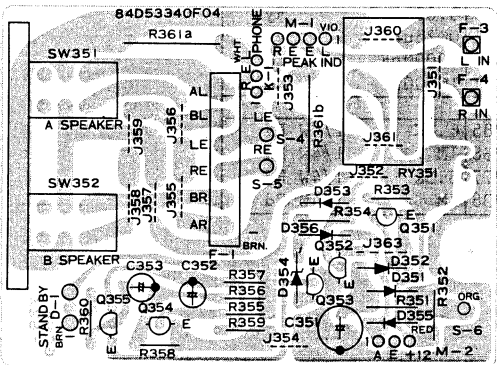 84D53340F04
R361a
WHT
PHONE
R E L
K-1
M-1
VIO
R E E L
PEAK IND
J360
F-3
L IN
F-4
R IN
SW351
A SPEAKER
J353
J351
R361b
J361
AL
BL
LE
RE
BR
AR
J359
J356
LE
S-4
RE
S-5
J352
RY351
SW352
B SPEAKER
J358
J357
J355
F-1
BRN.
D353
R353
R354
E
Q351
D356
Q352
J363
D354
E
D352
D351
R352
R351
D355
RED
ORG.
S-6
STANDBY
D-1
BRN.
R360
Q355
E
C353
C352
Q354
E
R357
R356
R355
R359
R358
J354
Q353
E
C351
1
A E +12
M-2